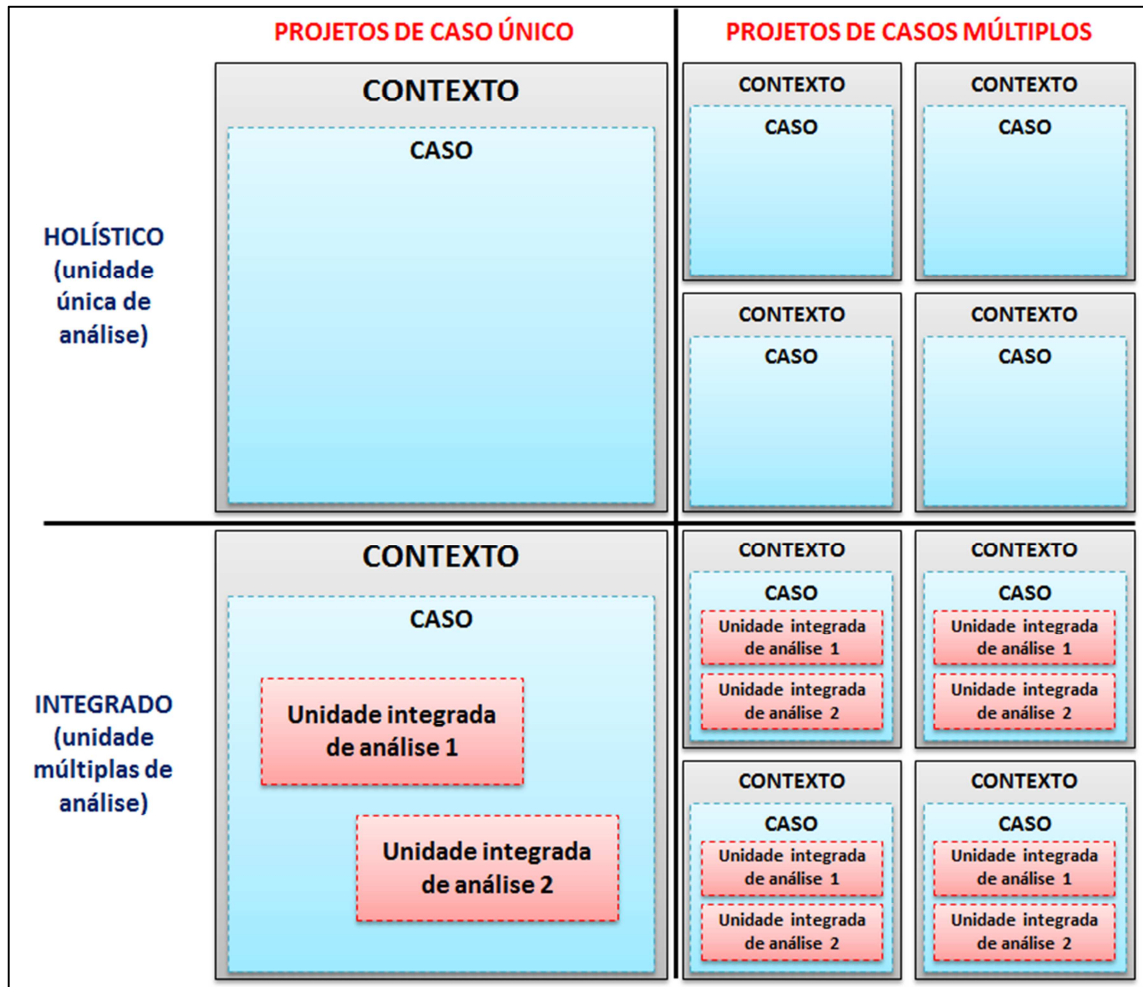 PROJETOS DE CASO ÚNICO
PROJETOS DE CASOS MÚLTIPLOS
HOLÍSTICO
(unidade
única de
análise)
CONTEXTO
CASO
CONTEXTO
CASO
CONTEXTO
CASO
CONTEXTO
CASO
CONTEXTO
CASO
INTEGRADO
(unidade
múltiplas de
análise)
CONTEXTO
CASO
Unidade integrada
de análise 1
Unidade integrada
de análise 2
CONTEXTO
CASO
Unidade integrada
de análise 1
Unidade integrada
de análise 2
CONTEXTO
CASO
Unidade integrada
de análise 1
Unidade integrada
de análise 2
CONTEXTO
CASO
Unidade integrada
de análise 1
Unidade integrada
de análise 2
CONTEXTO
CASO
Unidade integrada
de análise 1
Unidade integrada
de análise 2